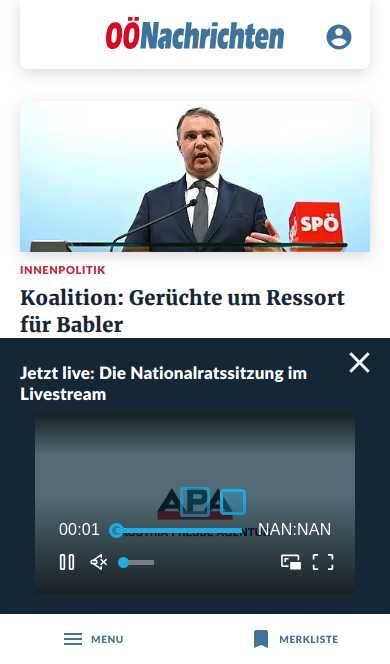 OÖNachrichten
SPÖ
INNENPOLITIK
Koalition: Gerüchte um Ressort
für Babler
Jetzt live: Die Nationalratssitzung im
Livestream
APA
AUSTRIA PRESSE AGENTUR
00:01
NAN:NAN
MENU
MERKLISTE